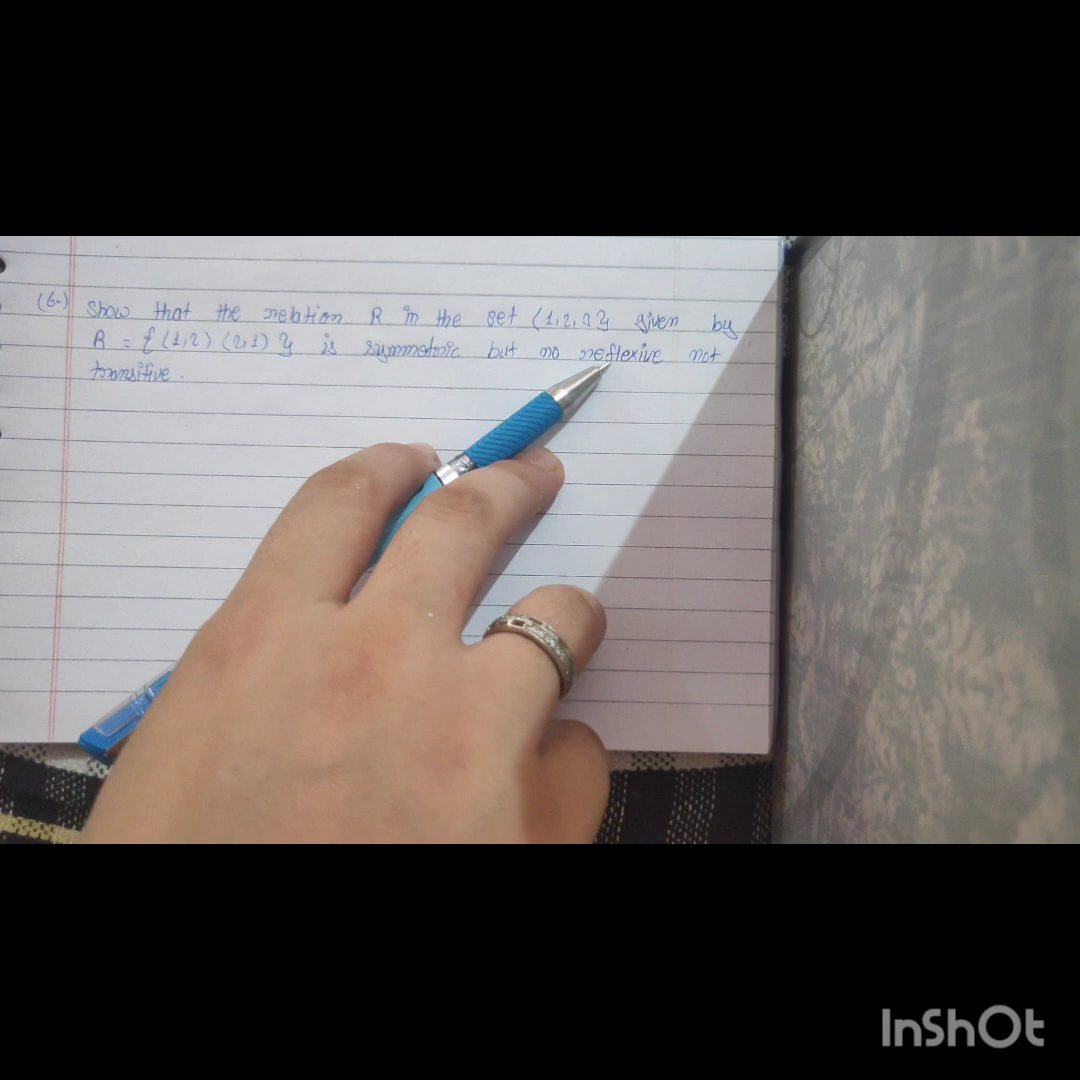 (6.) Show that the relation R in the set (1,2,3} given by
R = {(1,2) (2,1)} is symmetric but no reflexive not
transitive.
InShOt